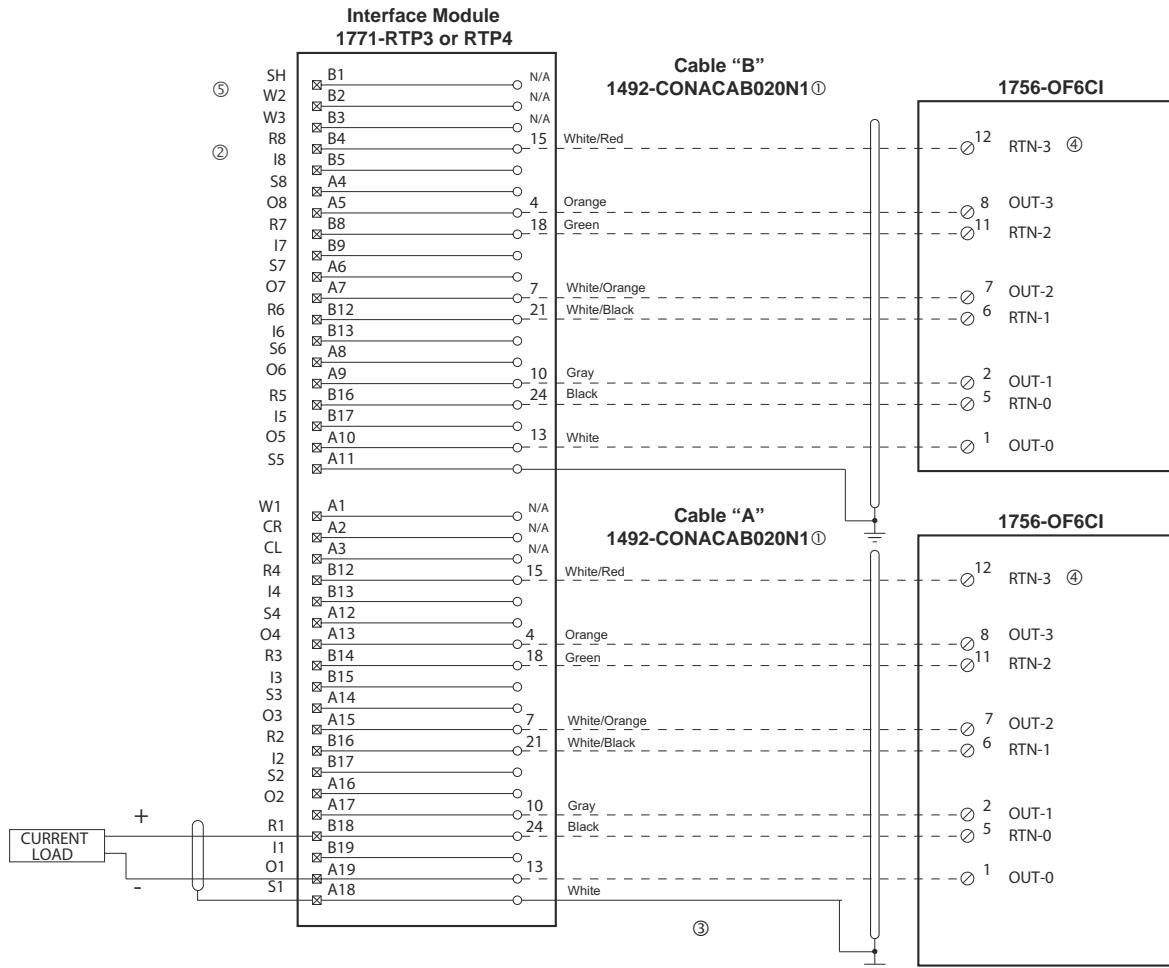 Interface Module
1771-RTP3 or RTP4
Cable “B”
1492-CONACAB020N1①
1756-OF6CI
SH B1 N/A
⑤
W2 B2 N/A
W3 B3 N/A
R8 B4 15 White/Red 12 RTN-3 ④
②
I8 B5
S8 A4
O8 A5 4 Orange 8 OUT-3
R7 B8 18 Green 11 RTN-2
I7 B9
S7 A6
O7 A7 7 White/Orange 7 OUT-2
R6 B12 21 White/Black 6 RTN-1
I6 B13
S6 A8
O6 A9 10 Gray 2 OUT-1
R5 B16 24 Black 5 RTN-0
I5 B17
O5 A10 13 White 1 OUT-0
S5 A11
Cable “A”
1492-CONACAB020N1①
1756-OF6CI
W1 A1 N/A
CR A2 N/A
CL A3 N/A
R4 B12 15 White/Red 12 RTN-3 ④
I4 B13
S4 A12
O4 A13 4 Orange 8 OUT-3
R3 B14 18 Green 11 RTN-2
I3 B15
S3 A14
O3 A15 7 White/Orange 7 OUT-2
R2 B16 21 White/Black 6 RTN-1
I2 B17
S2 A16
O2 A17 10 Gray 2 OUT-1
+
R1 B18 24 Black 5 RTN-0
CURRENT
LOAD
I1 B19
O1 A19 13 1 OUT-0
-
S1 A18 White
③